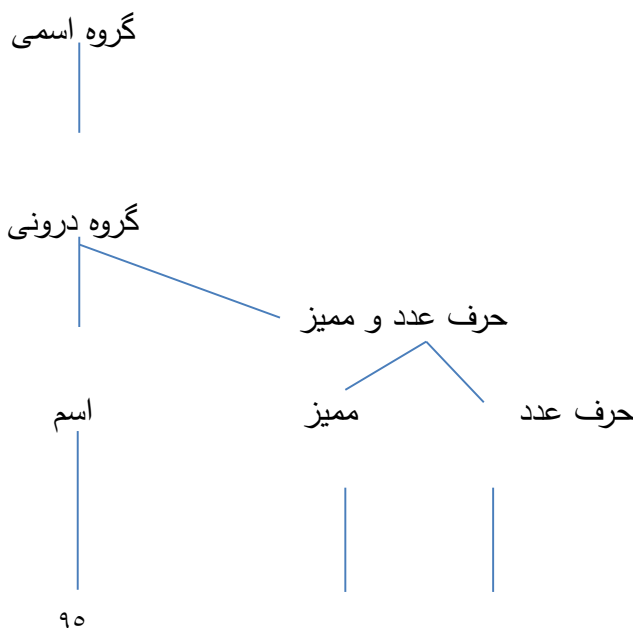 گروه اسمی
گروه درونی
حرف عدد و ممیز
حرف عدد ممیز اسم
۹۵